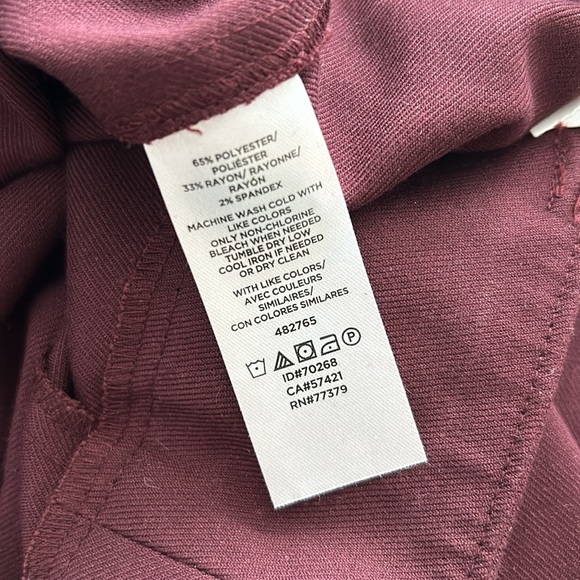 65% POLYESTER/
POLIÉSTER
33% RAYON/ RAYONNE/
RAYÓN
2% SPANDEX
MACHINE WASH COLD WITH
LIKE COLORS
ONLY NON-CHLORINE
BLEACH WHEN NEEDED
TUMBLE DRY LOW
COOL IRON IF NEEDED
OR DRY CLEAN
WITH LIKE COLORS/
AVEC COULEURS
SIMILAIRES/
CON COLORES SIMILARES
482765
P
ID#70268
CA#57421
RN#77379